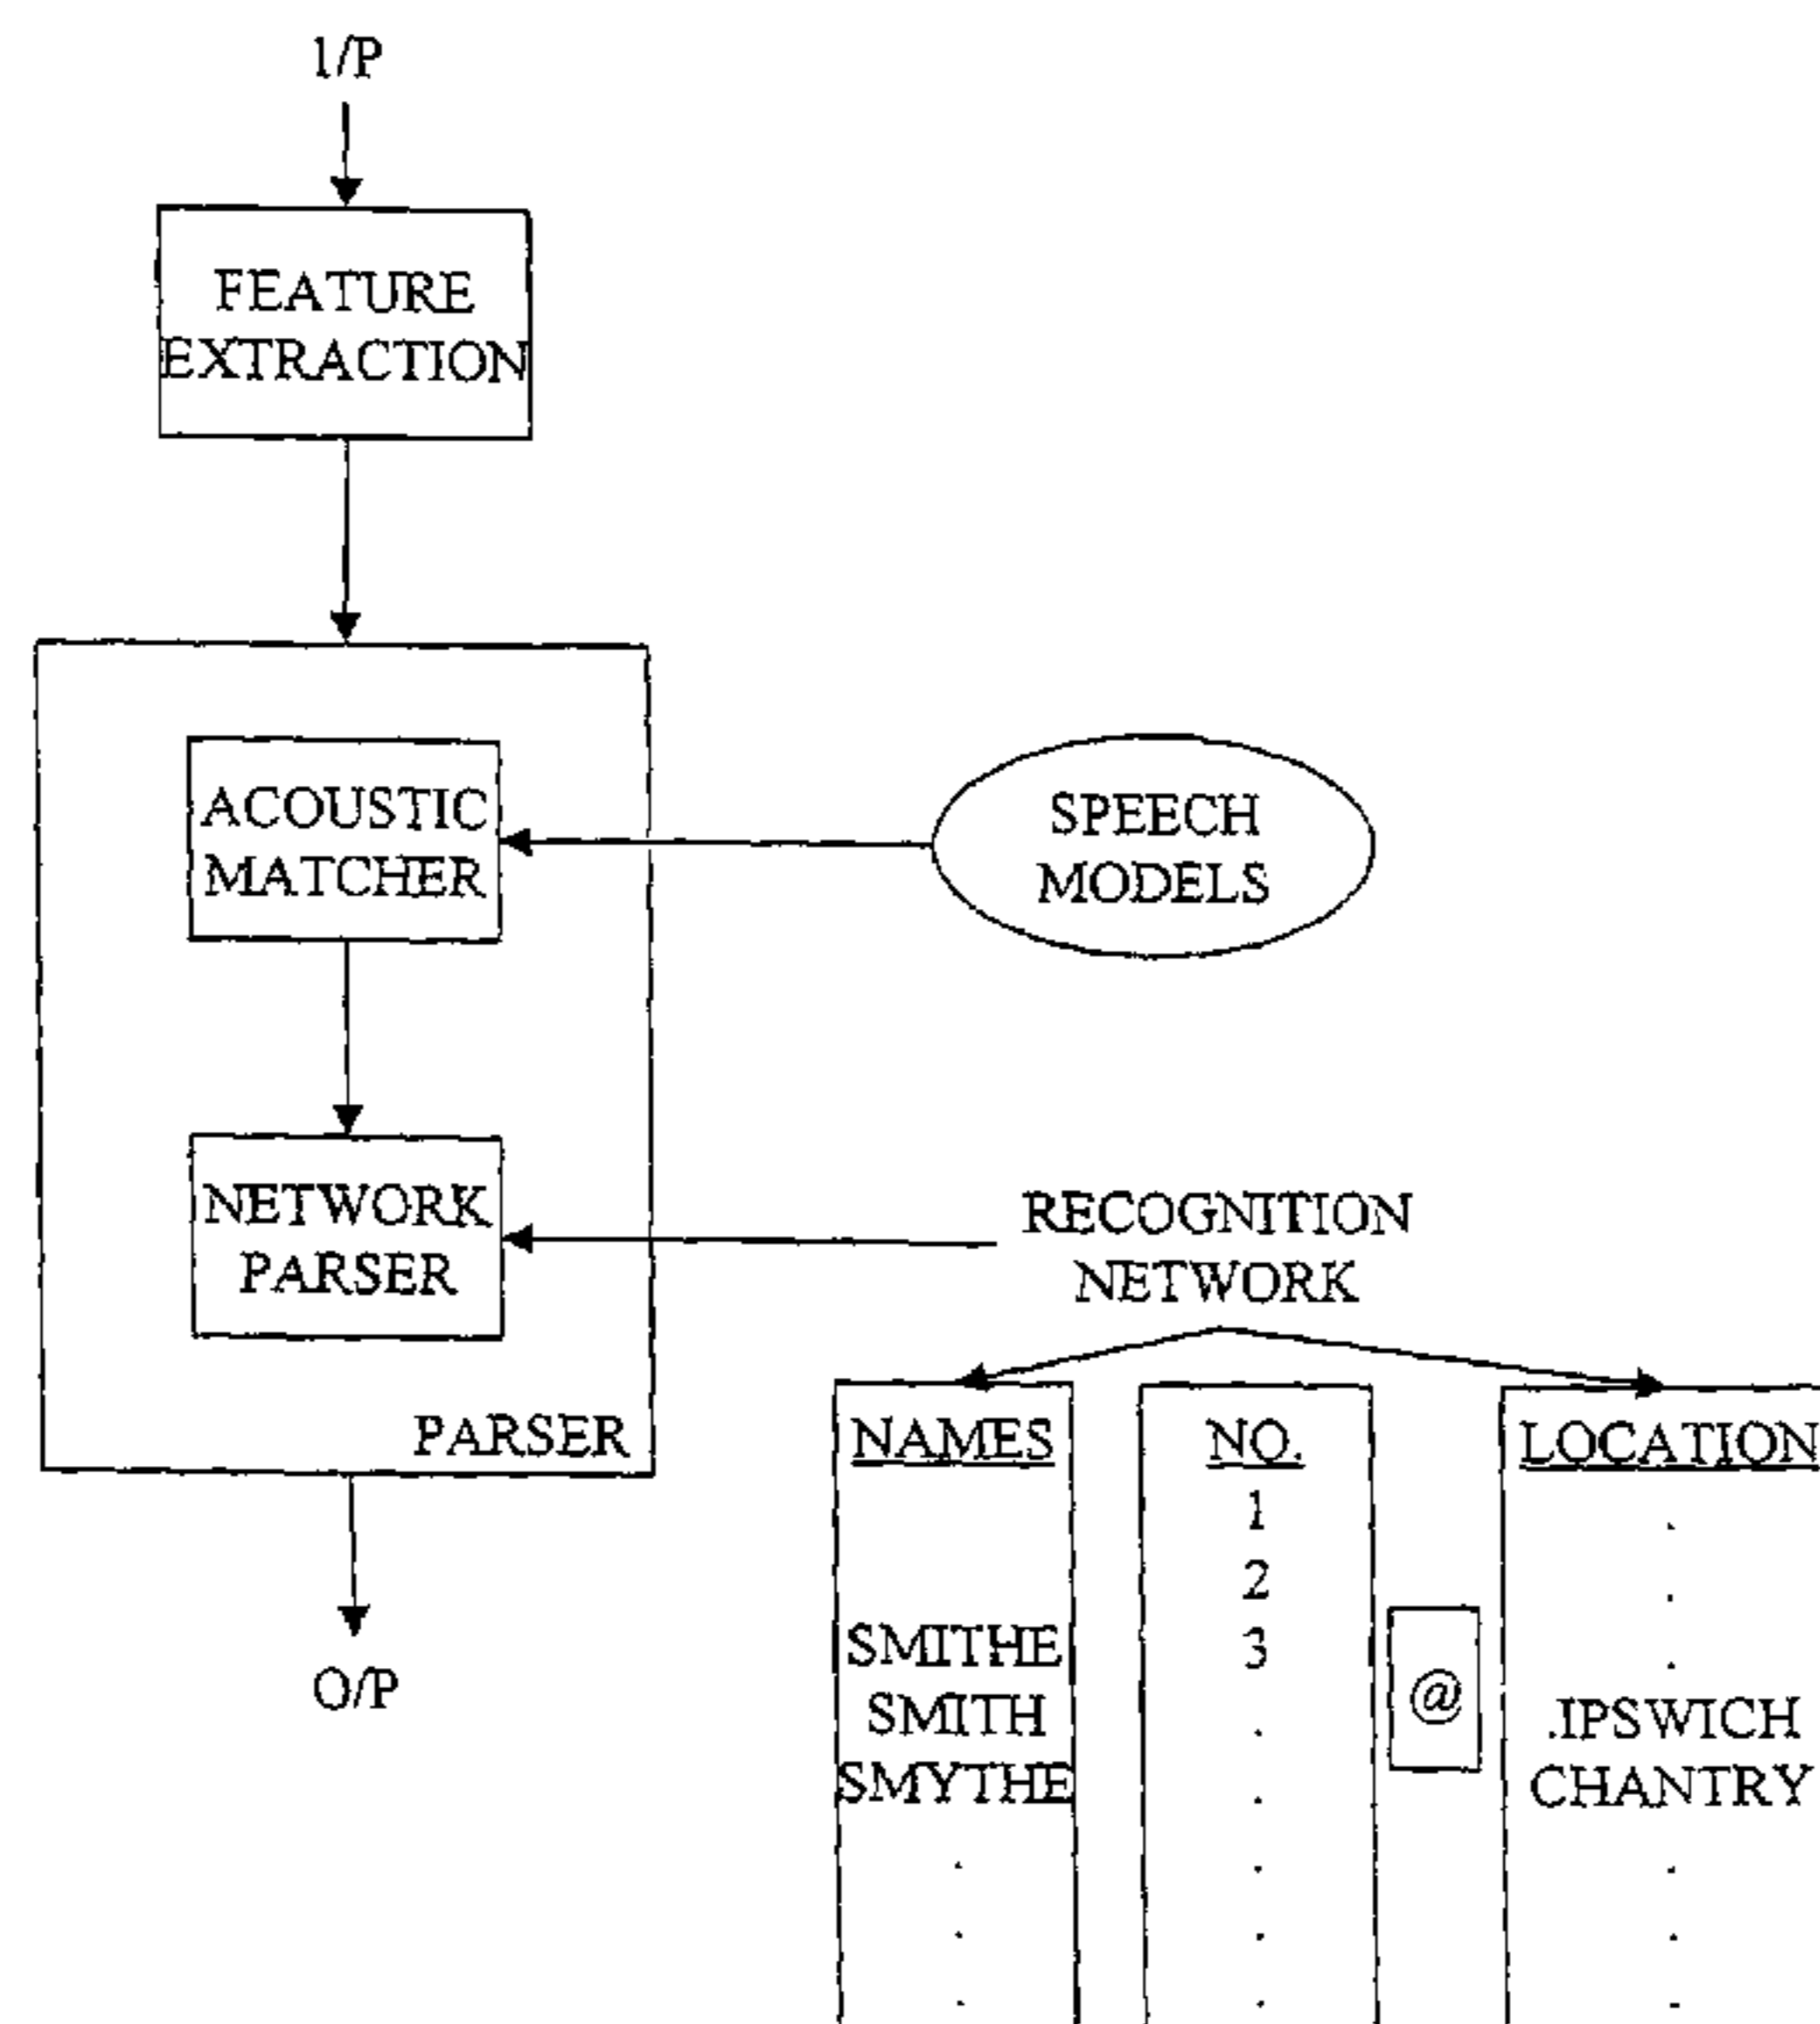 1/P
FEATURE
EXTRACTION
ACOUSTIC
MATCHER
SPEECH
MODELS
NETWORK
PARSER
RECOGNITION
NETWORK
PARSER
O/P
NAMES
SMITHE
SMITH
SMYTHE
.
.
.
NO.
1
2
3
.
.
.
.
.
@
LOCATION
.
.
.
.IPSWICH
CHANTRY
.
.
.